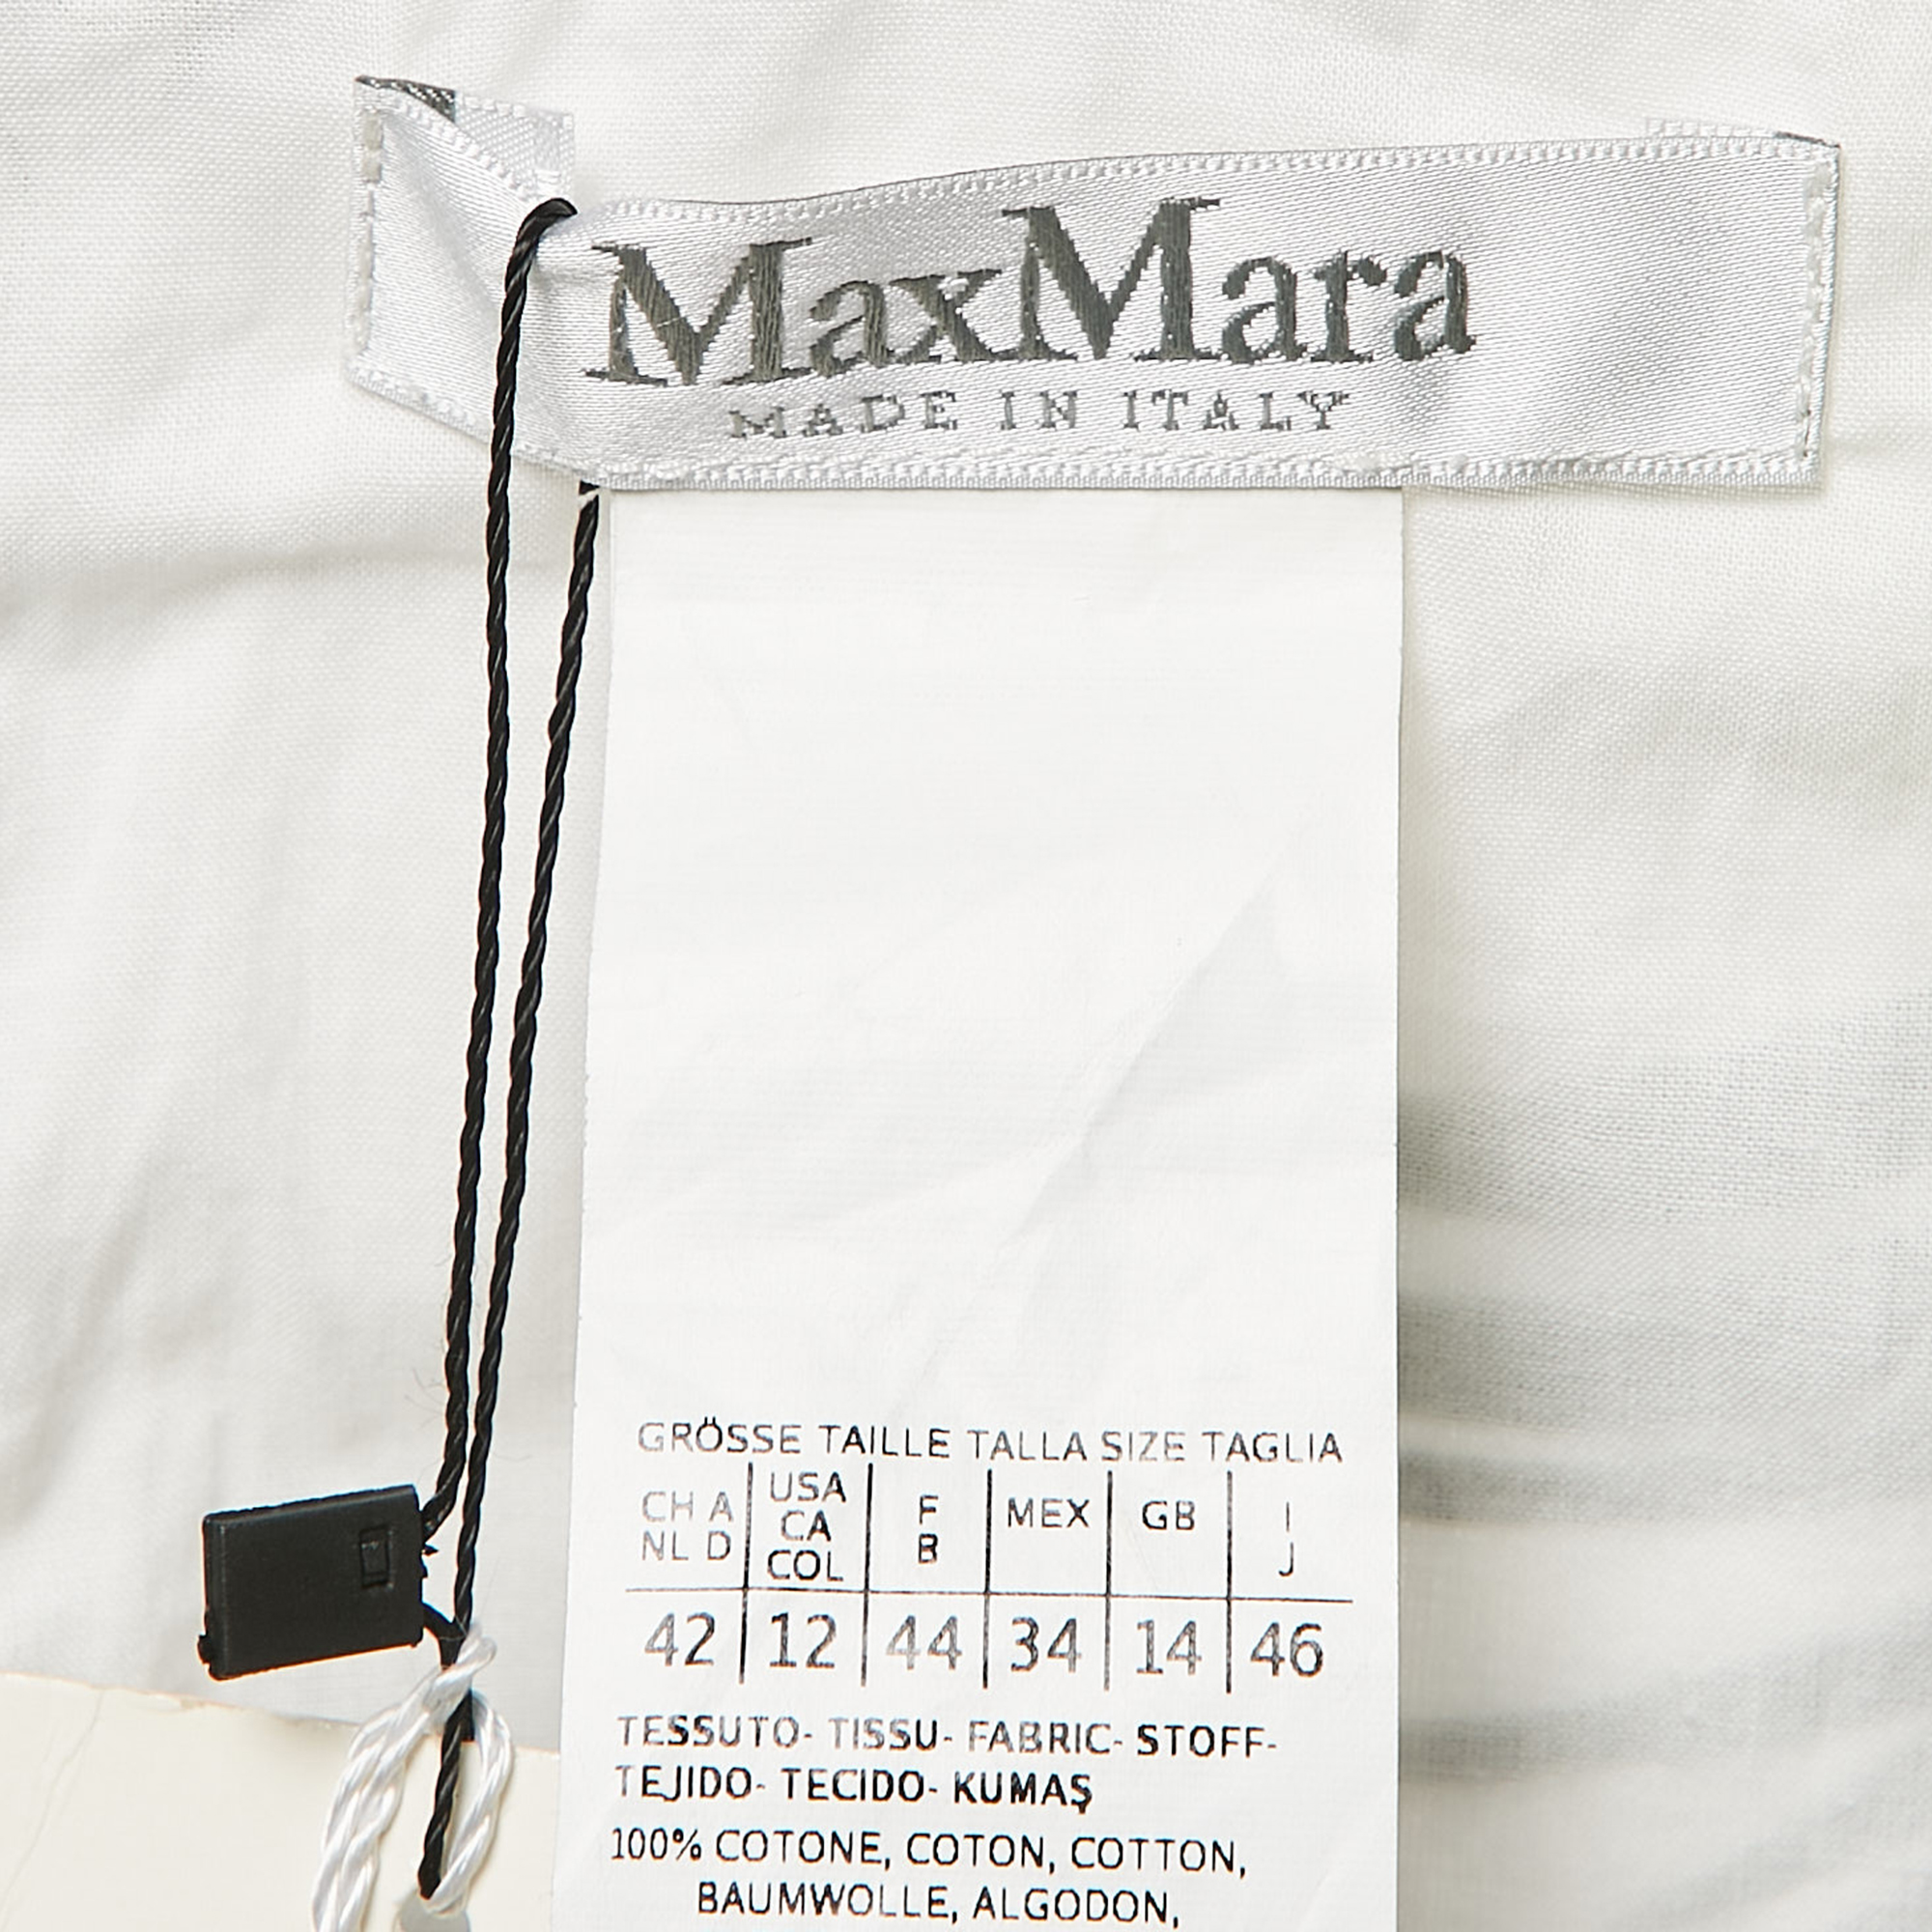 MaxMara
MADE IN ITALY
GRÖSSE TAILLE TALLA SIZE TAGLIA
CH A NL D | USA CA COL | F B | MEX | GB | I J
42 | 12 | 44 | 34 | 14 | 46
TESSUTO- TISSU- FABRIC- STOFF-
TEJIDO- TECIDO- KUMAŞ
100% COTONE, COTON, COTTON,
BAUMWOLLE, ALGODON,